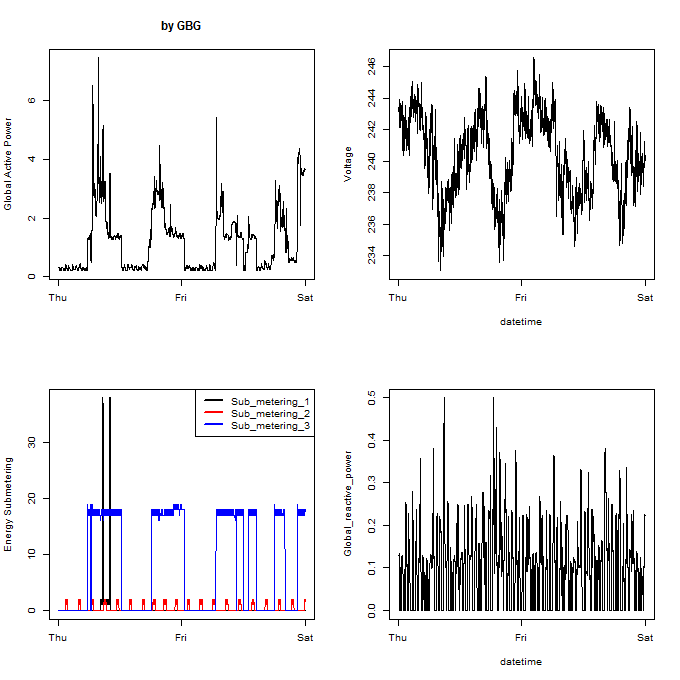 by GBG
Global Active Power
0 2 4 6
Thu Fri Sat
Voltage
234 236 238 240 242 244 246
Thu Fri Sat
datetime
Energy Submetering
0 10 20 30
Sub_metering_1
Sub_metering_2
Sub_metering_3
Thu Fri Sat
Global_reactive_power
0.0 0.1 0.2 0.3 0.4 0.5
Thu Fri Sat
datetime